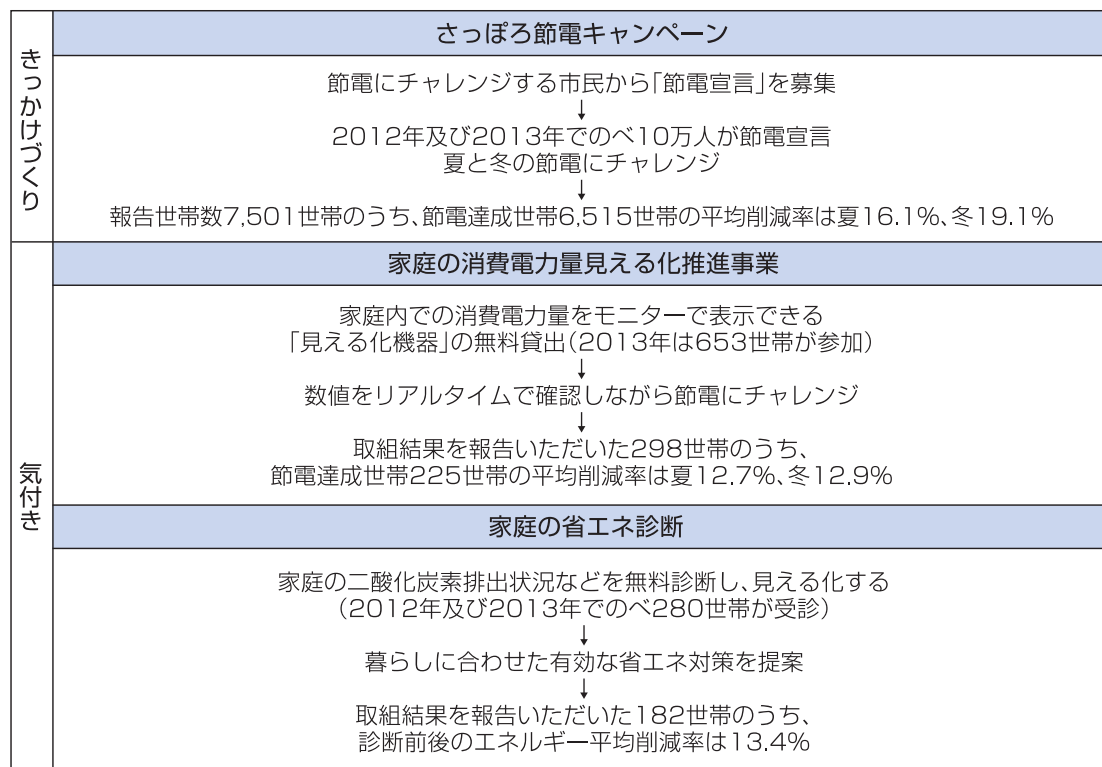 きっかけづくり
さっぽろ節電キャンペーン
節電にチャレンジする市民から「節電宣言」を募集
↓
2012年及び2013年でのべ10万人が節電宣言
夏と冬の節電にチャレンジ
↓
報告世帯数7,501世帯のうち、節電達成世帯6,515世帯の平均削減率は夏16.1%、冬19.1%
気付き
家庭の消費電力量見える化推進事業
家庭内での消費電力量をモニターで表示できる
「見える化機器」の無料貸出(2013年は653世帯が参加)
↓
数値をリアルタイムで確認しながら節電にチャレンジ
↓
取組結果を報告いただいた298世帯のうち、
節電達成世帯225世帯の平均削減率は夏12.7%、冬12.9%
家庭の省エネ診断
家庭の二酸化炭素排出状況などを無料診断し、見える化する
(2012年及び2013年でのべ280世帯が受診)
↓
暮らしに合わせた有効な省エネ対策を提案
↓
取組結果を報告いただいた182世帯のうち、
診断前後のエネルギー平均削減率は13.4%